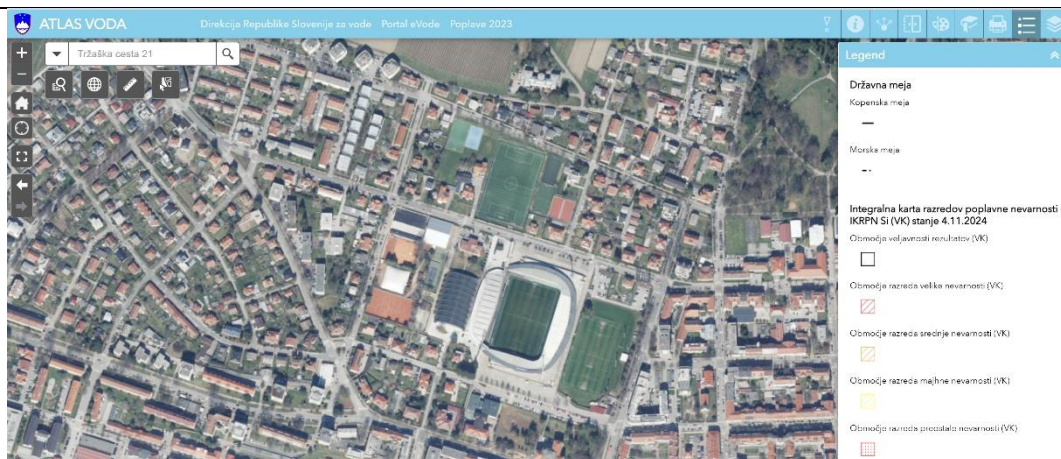 ATLAS VODA Direkcija Republike Slovenije za vode Portal eVode Poplave 2023
Tržaška cesta 21
Legend
Državna meja
Kopenska meja
Morska meja
Integralna karta razredov poplavne nevarnosti
IKRPN Si (VK) stanje 4.11.2024
Območje veljavnosti rezultatov (VK)
Območje razreda velike nevarnosti (VK)
Območje razreda srednje nevarnosti (VK)
Območje razreda majhne nevarnosti (VK)
Območje razreda preostale nevarnosti (VK)